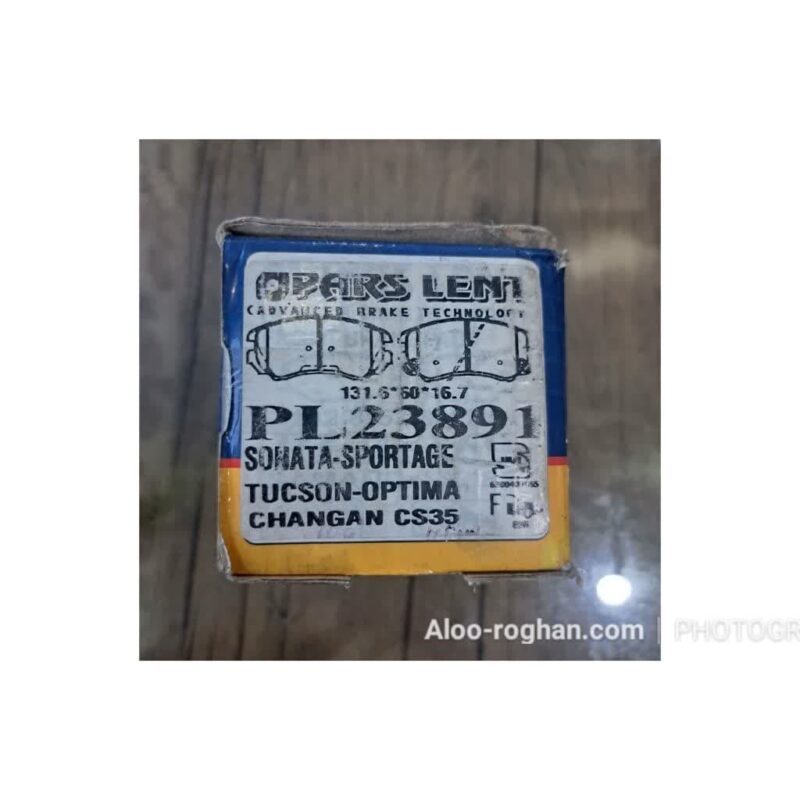 PARS LENT
ADVANCED BRAKE TECHNOLOGY
131.6*60*16.7
PL23891
SONATA-SPORTAGE
TUCSON-OPTIMA
CHANGAN CS35
Aloo-roghan.com
PHOTOGR